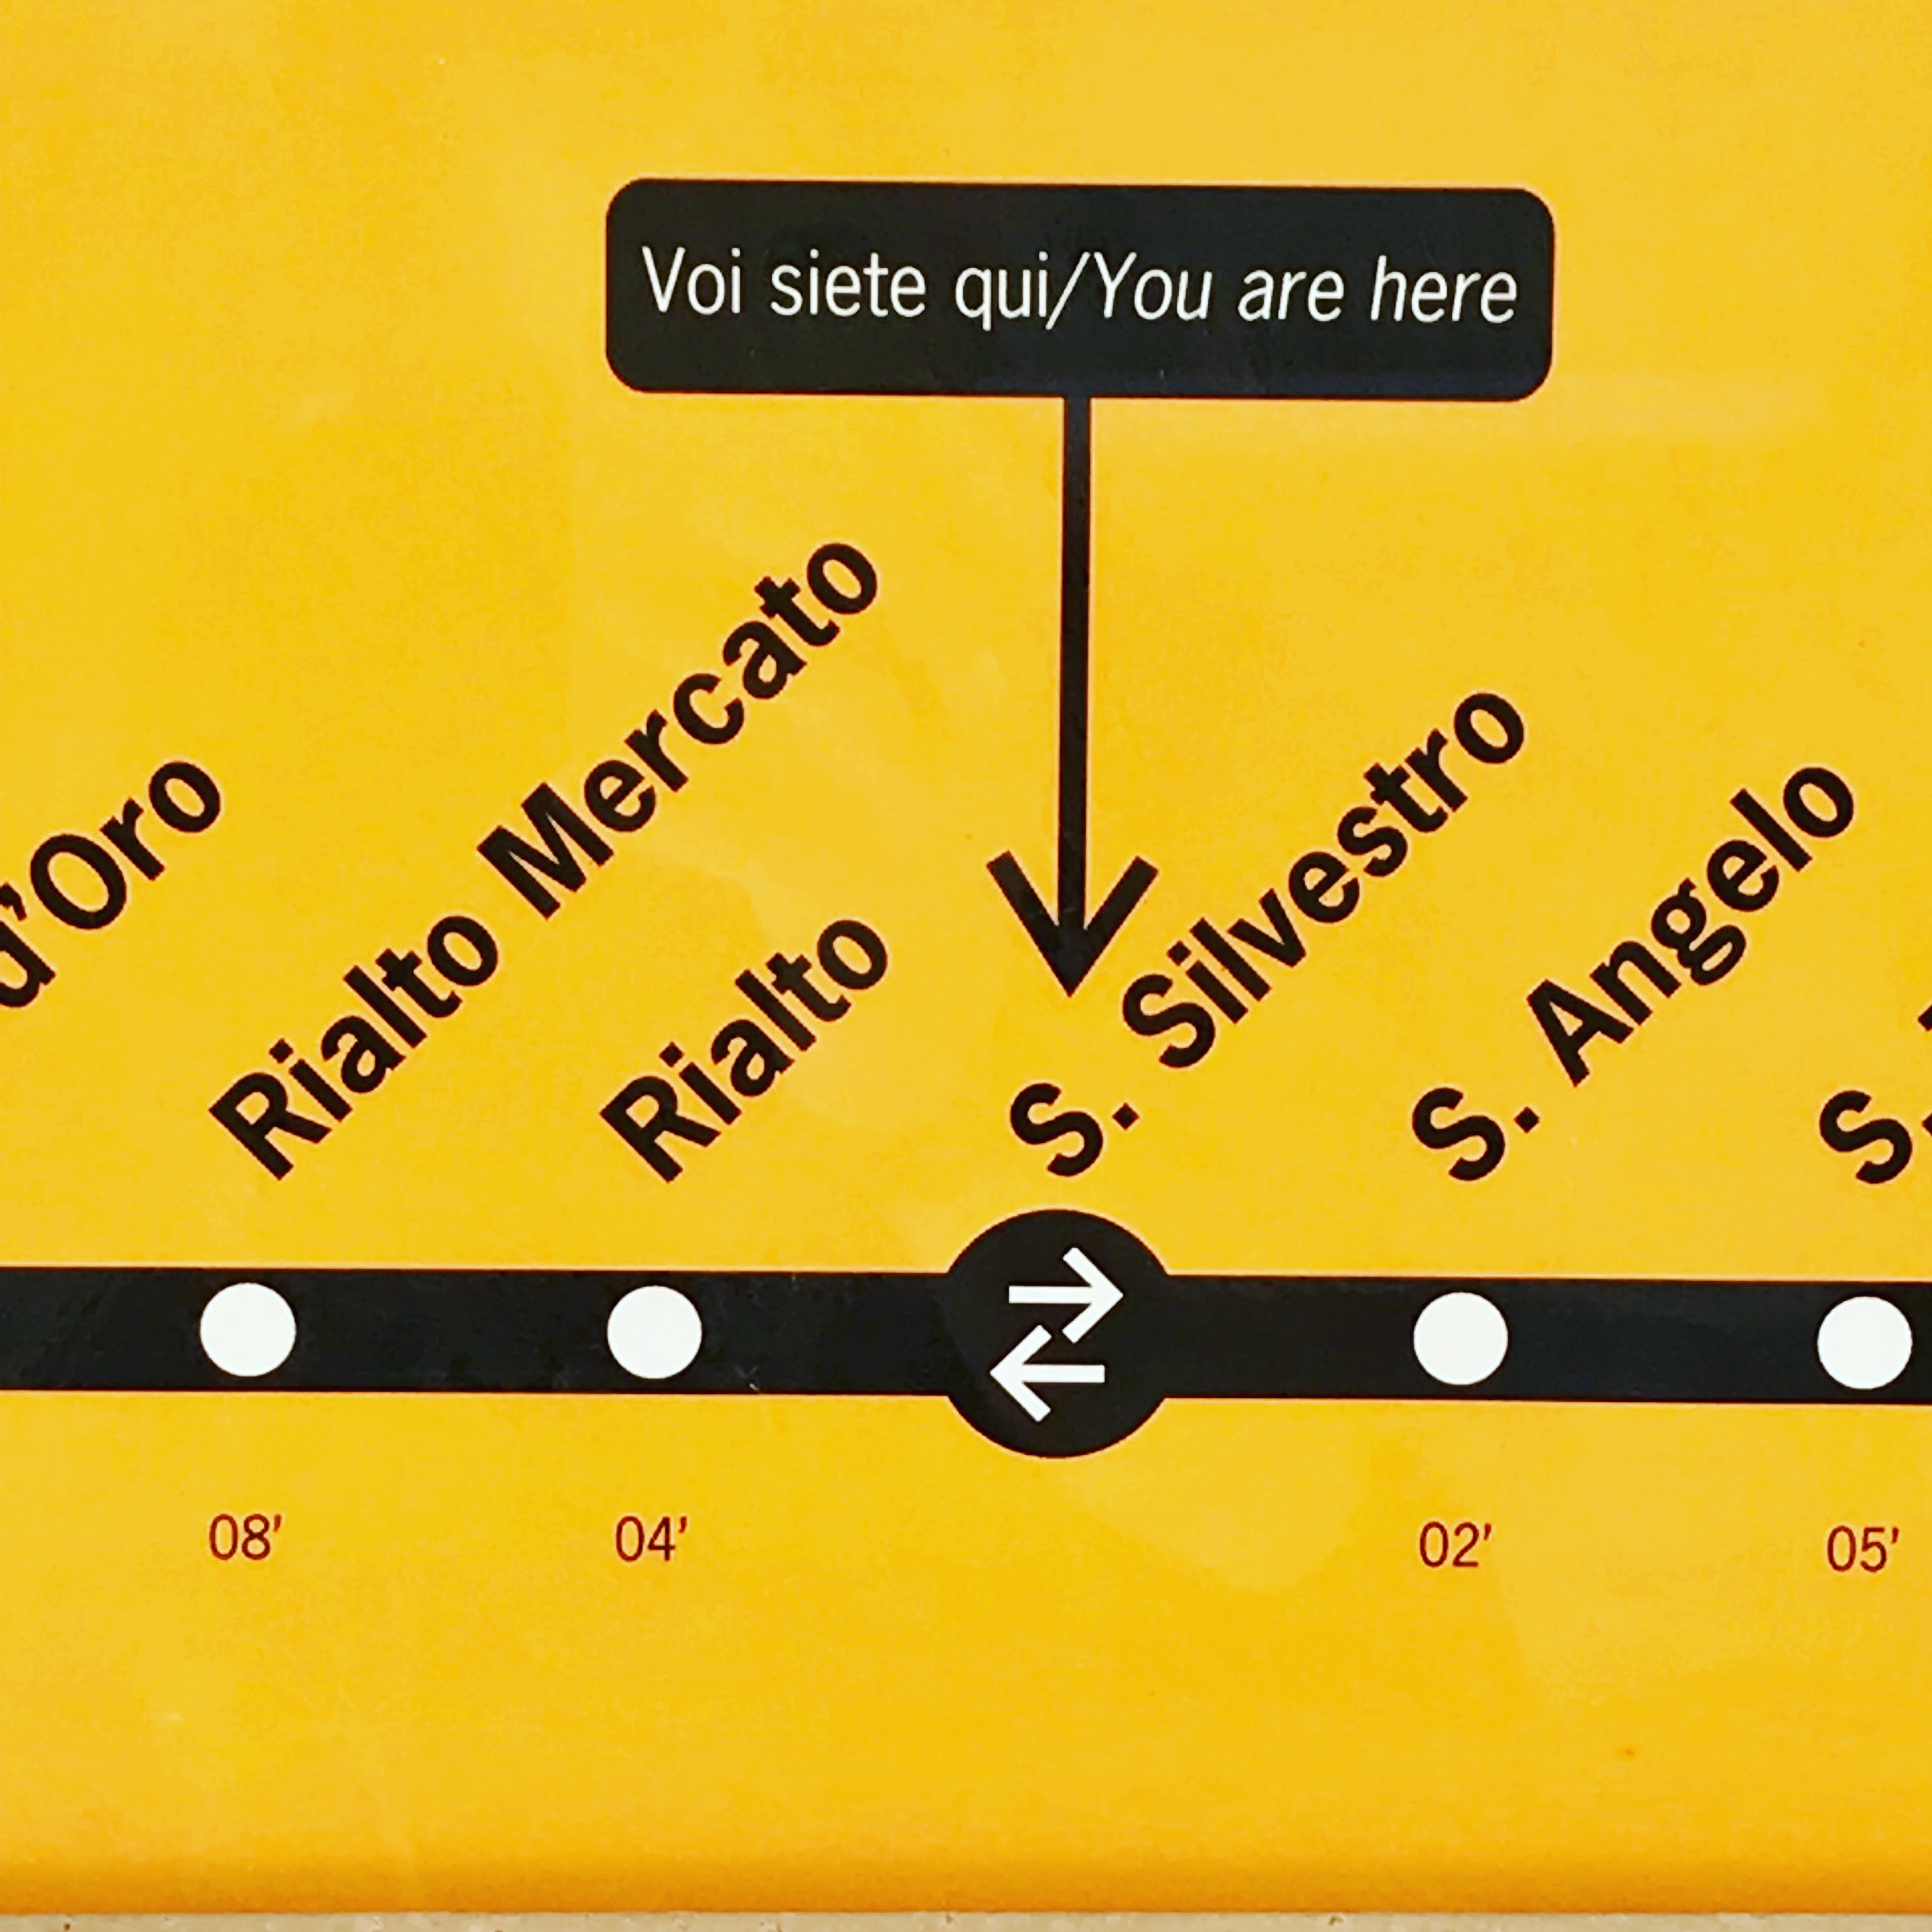 Voi siete qui/You are here
d'Oro
Rialto Mercato
Rialto
S. Silvestro
S. Angelo
S.
08'
04'
02'
05'